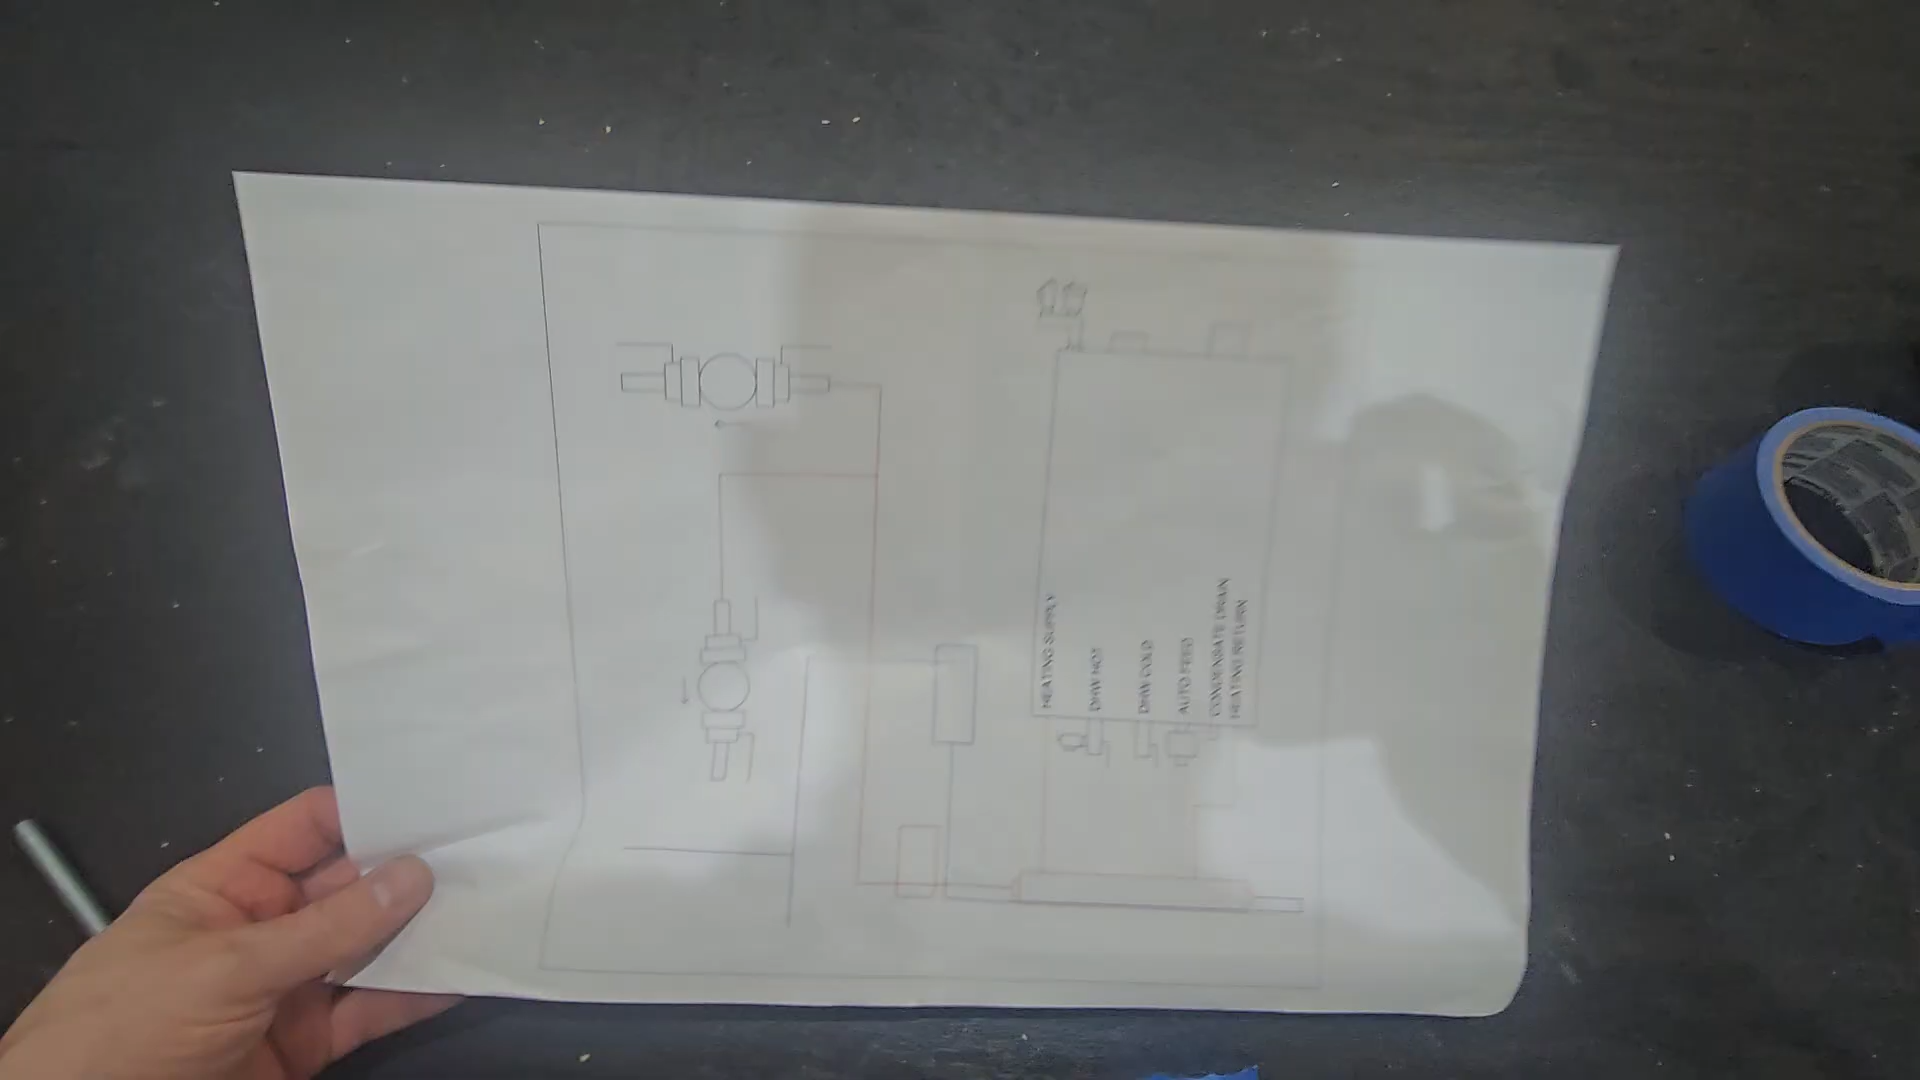 HEATING SUPPLY
DHW HOT
DHW COLD
AUTO FEED
CONDENSATE DRAIN
HEATING RETURN